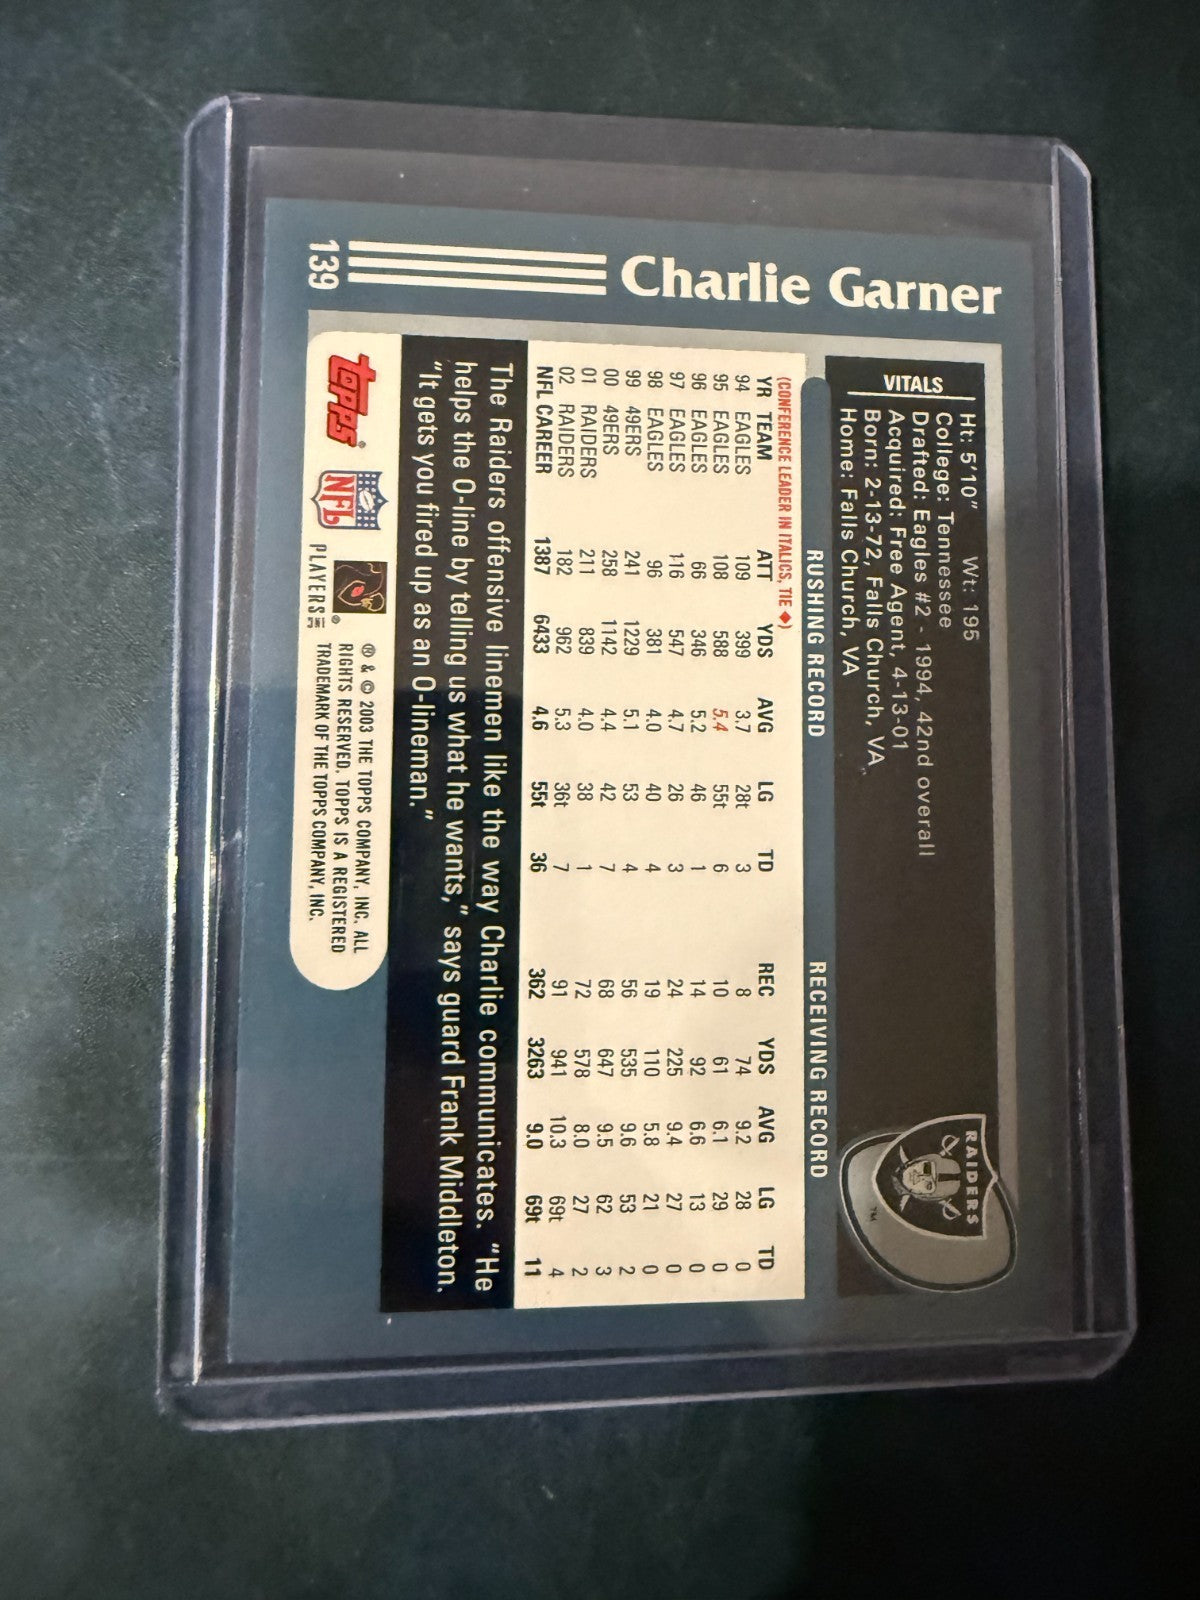 Charlie Garner
139
VITALS
Ht: 5'10" Wt: 195
College: Tennessee
Drafted: Eagles #2 - 1994, 42nd overall
Acquired: Free Agent, 4-13-01
Born: 2-13-72, Falls Church, VA
Home: Falls Church, VA
RAIDERS
TM
RUSHING RECORD RECEIVING RECORD
(CONFERENCE LEADER IN ITALICS, TIE ♦)
YR TEAM ATT YDS AVG LG TD REC YDS AVG LG TD
94 EAGLES 109 399 3.7 28t 3 8 74 9.2 28 0
95 EAGLES 108 588 5.4 55t 6 10 61 6.1 29 0
96 EAGLES 66 346 5.2 46 1 14 92 6.6 13 0
97 EAGLES 116 547 4.7 26 3 24 225 9.4 27 0
98 EAGLES 96 381 4.0 40 4 19 110 5.8 21 0
99 49ERS 241 1229 5.1 53 4 56 535 9.6 53 2
00 49ERS 258 1142 4.4 42 7 68 647 9.5 62 3
01 RAIDERS 211 839 4.0 38 1 72 578 8.0 27 2
02 RAIDERS 182 962 5.3 36t 7 91 941 10.3 69t 4
NFL CAREER 1387 6433 4.6 55t 36 362 3263 9.0 69t 11
The Raiders offensive linemen like the way Charlie communicates. "He
helps the O-line by telling us what he wants," says guard Frank Middleton.
"It gets you fired up as an O-lineman."
topps®
NFL
PLAYERS INC
®
® & © 2003 THE TOPPS COMPANY, INC. ALL
RIGHTS RESERVED. TOPPS IS A REGISTERED
TRADEMARK OF THE TOPPS COMPANY, INC.